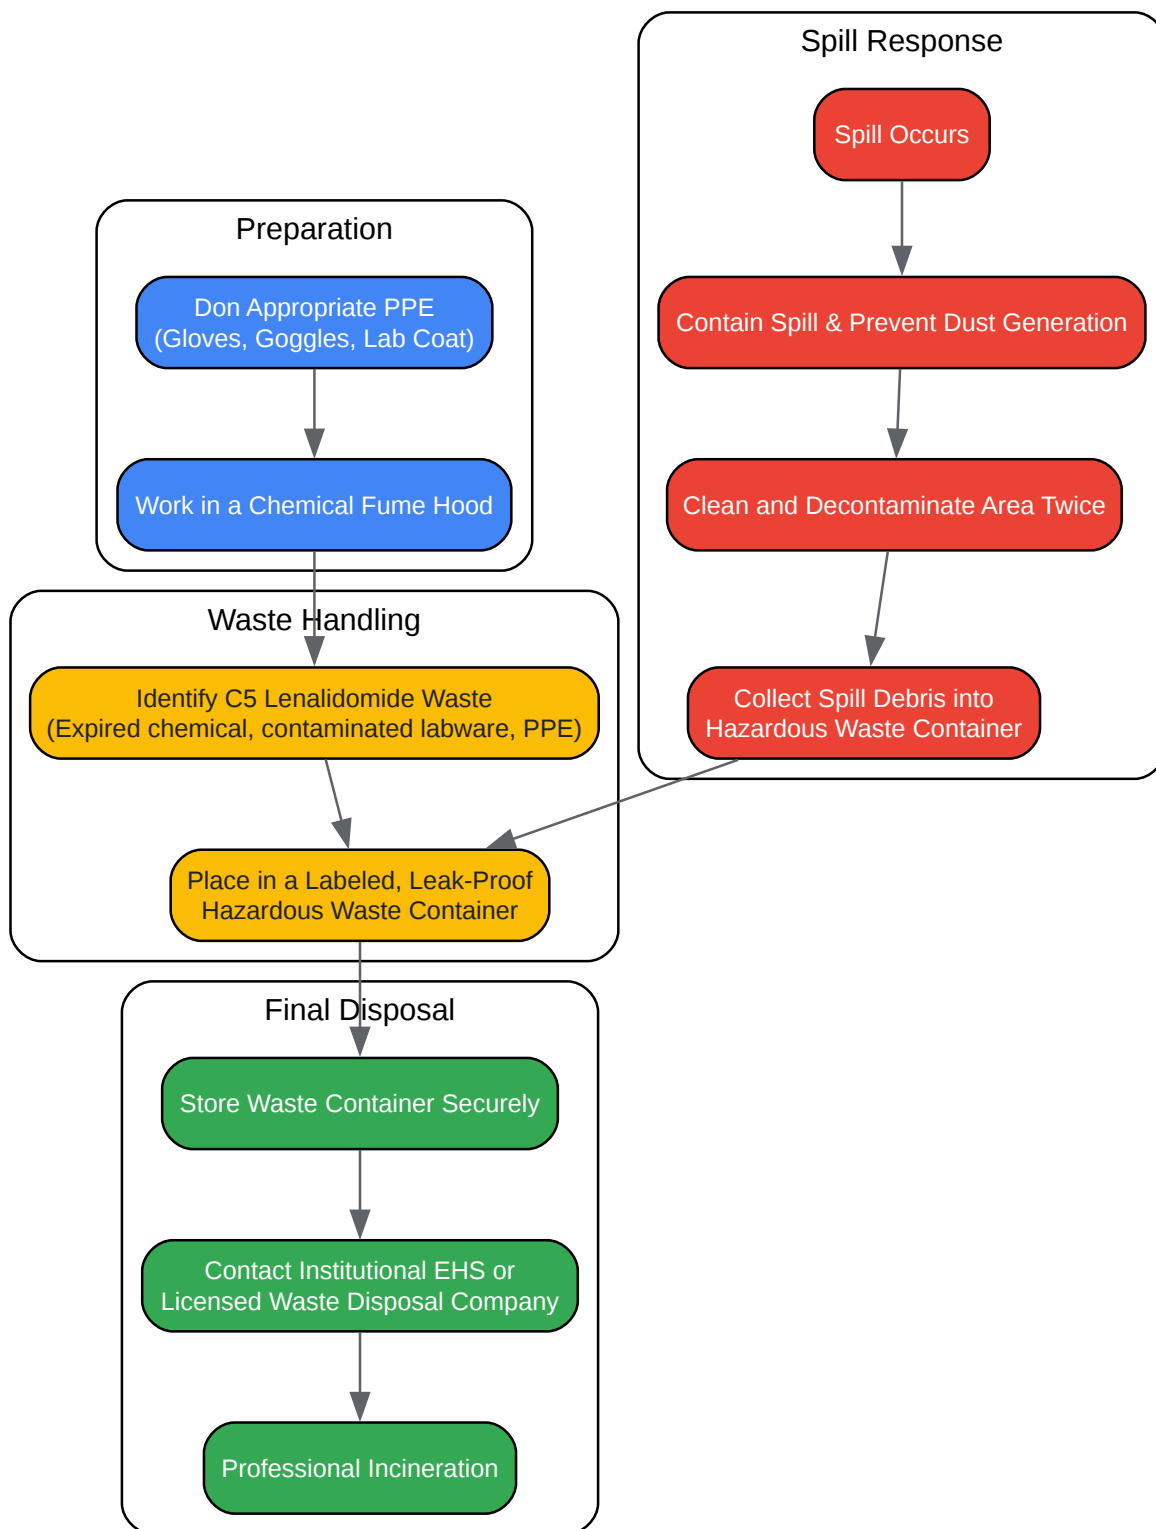 Preparation
Don Appropriate PPE
(Gloves, Goggles, Lab Coat)
Work in a Chemical Fume Hood
Waste Handling
Identify C5 Lenalidomide Waste
(Expired chemical, contaminated labware, PPE)
Place in a Labeled, Leak-Proof
Hazardous Waste Container
Final Disposal
Store Waste Container Securely
Contact Institutional EHS or
Licensed Waste Disposal Company
Professional Incineration
Spill Response
Spill Occurs
Contain Spill & Prevent Dust Generation
Clean and Decontaminate Area Twice
Collect Spill Debris into
Hazardous Waste Container